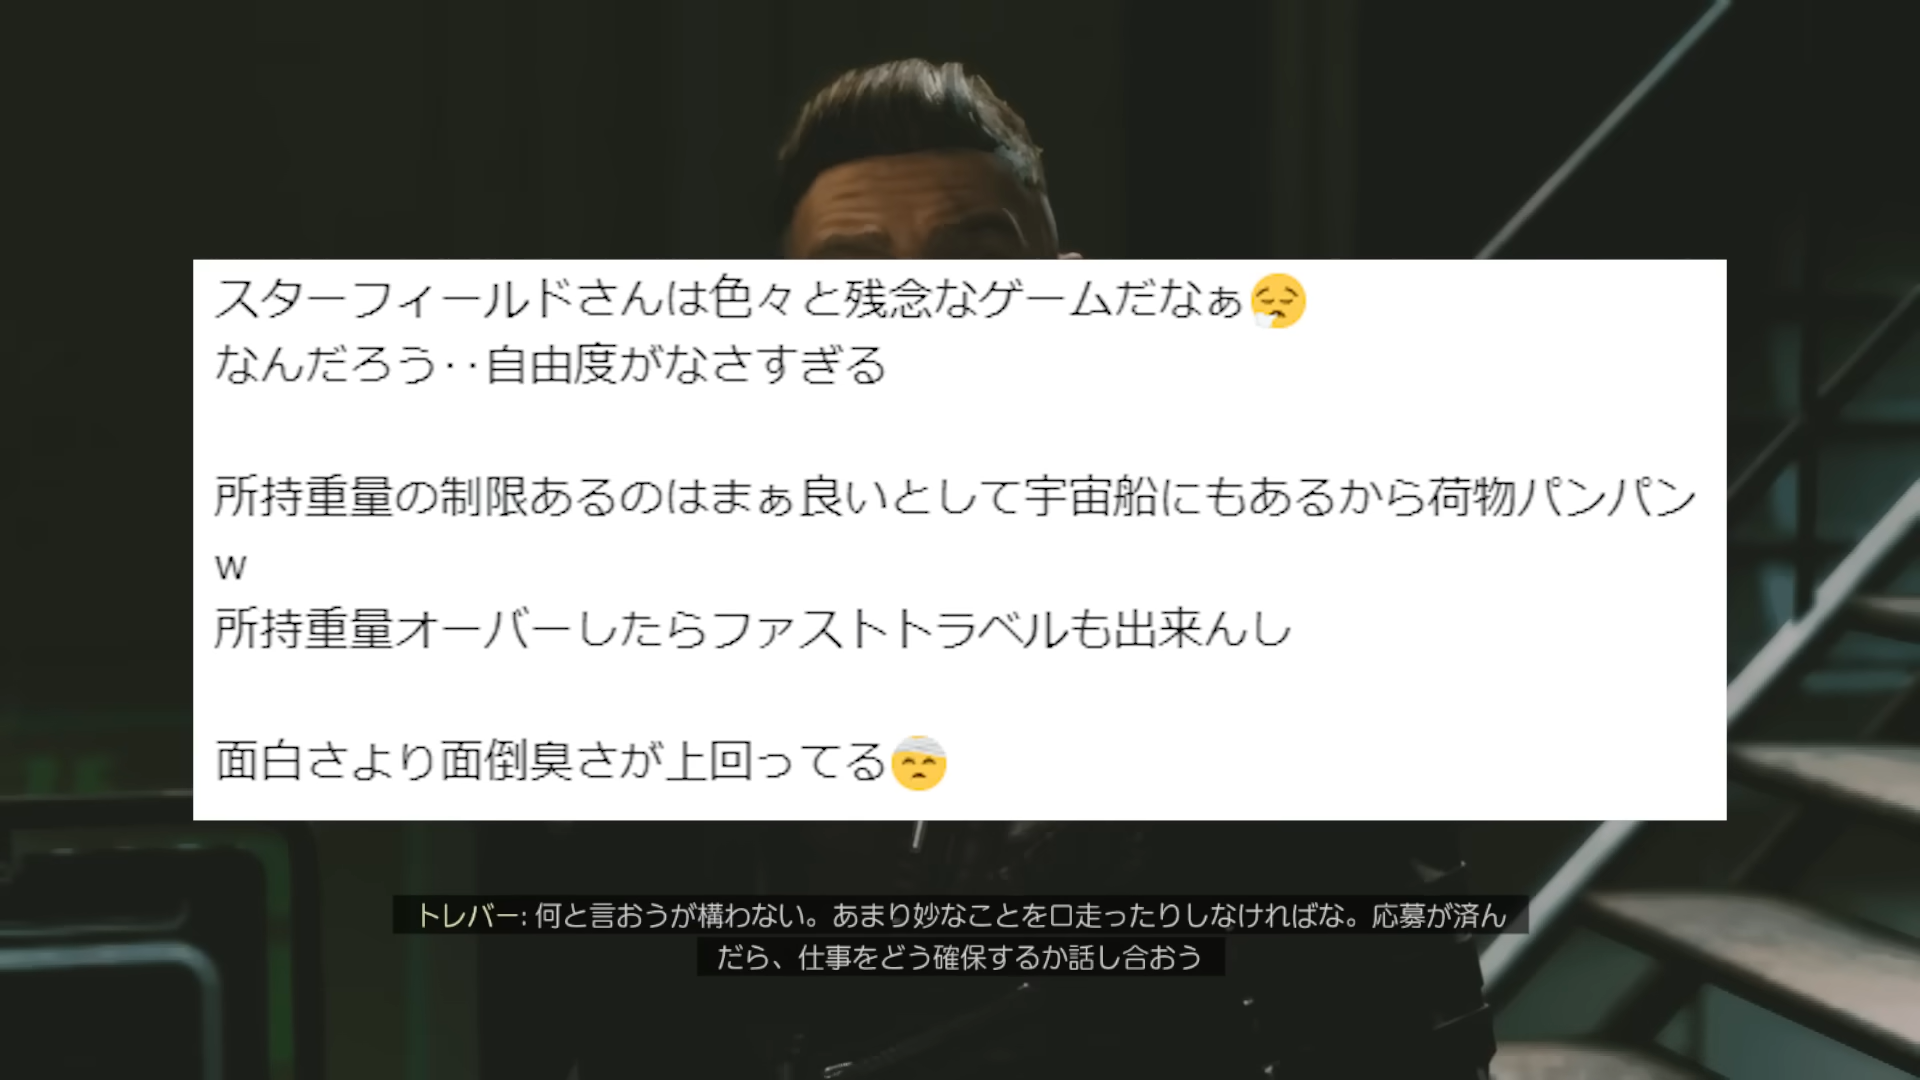 スターフィールドさんは色々と残念なゲームだなぁ😮‍💨
なんだろう‥自由度がなさすぎる
所持重量の制限あるのはまぁ良いとして宇宙船にもあるから荷物パンパン
w
所持重量オーバーしたらファストトラベルも出来んし
面白さより面倒臭さが上回ってる🤕
トレバー: 何と言おうが構わない。あまり妙なことを口走ったりしなければな。応募が済ん
だら、仕事をどう確保するか話し合おう